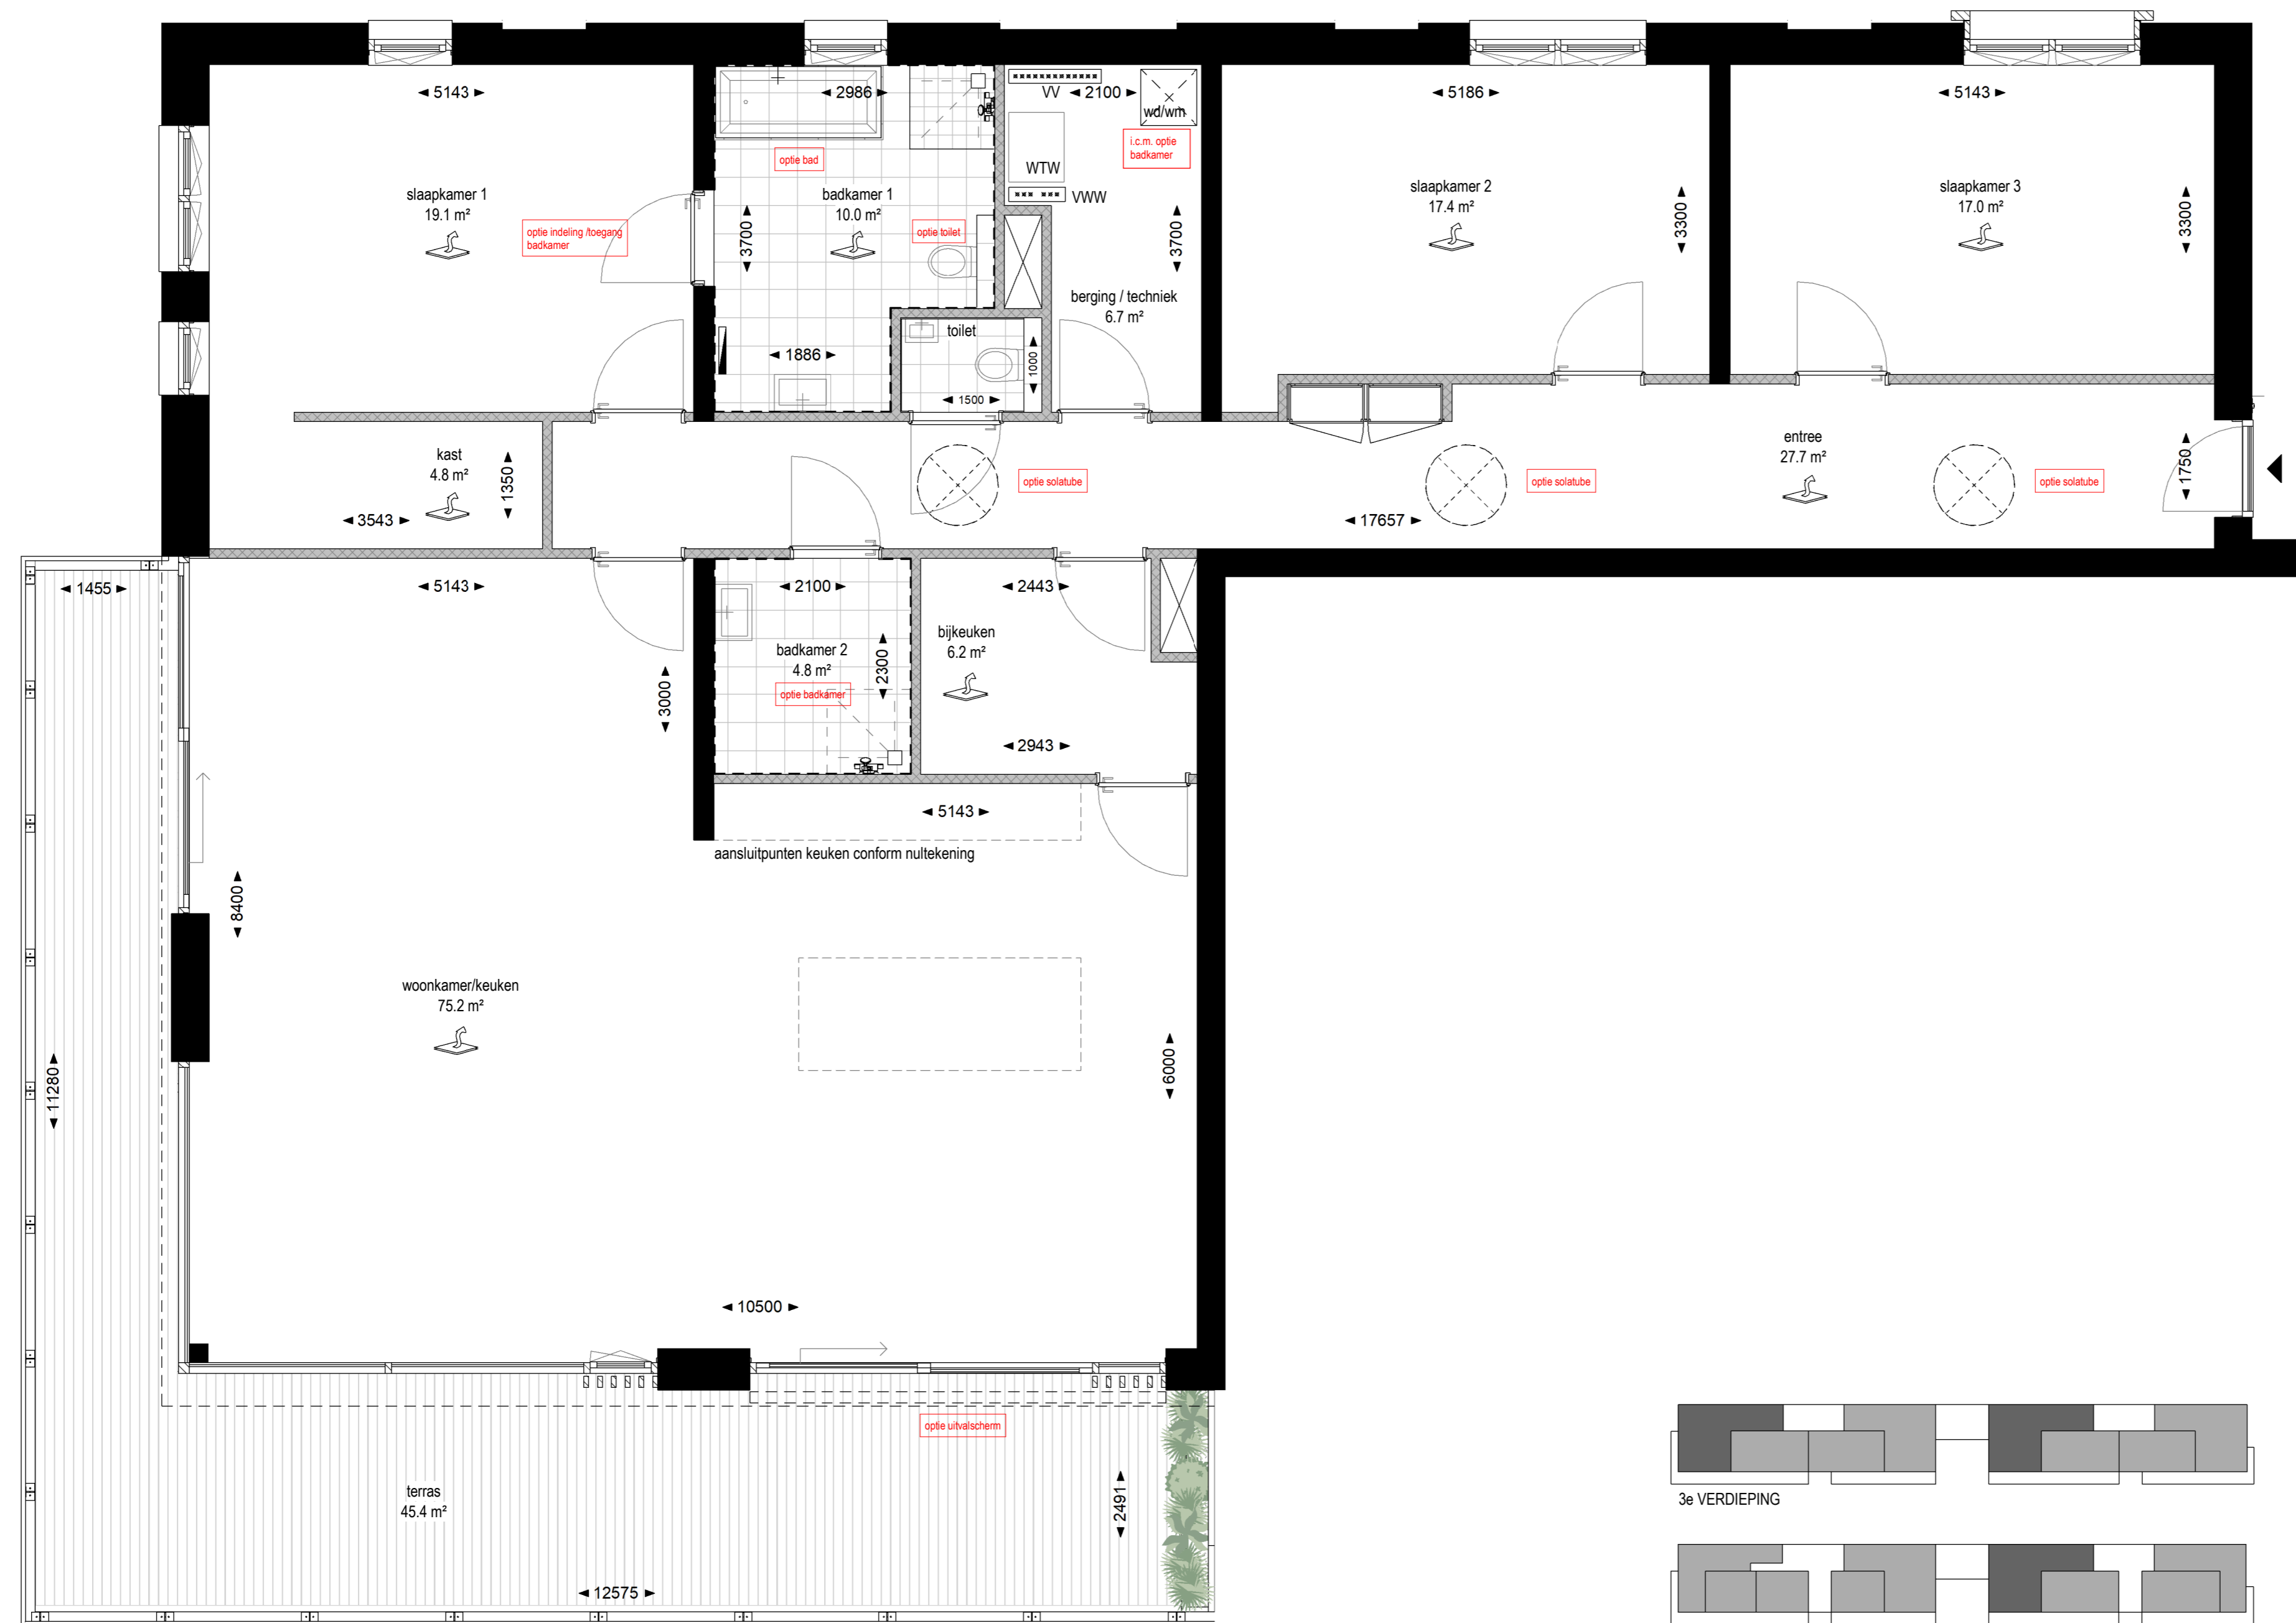 5143
2986
VV
2100
wd/wm
5186
5143
i.c.m. optie
badkamer
optie bad
WTW
slaapkamer 1
19.1 m²
badkamer 1
10.0 m²
VWW
slaapkamer 2
17.4 m²
3300
slaapkamer 3
17.0 m²
3300
optie indeling /toegang
badkamer
3700
optie toilet
3700
berging / techniek
6.7 m²
toilet
1886
1000
1500
kast
4.8 m²
1350
3543
optie solatube
17657
optie solatube
entree
27.7 m²
optie solatube
1750
1455
5143
2100
2443
badkamer 2
4.8 m²
2300
optie badkamer
bijkeuken
6.2 m²
3000
2943
5143
aansluitpunten keuken conform nultekening
8400
woonkamer/keuken
75.2 m²
11280
6000
10500
optie uitvalscherm
terras
45.4 m²
2491
12575
3e VERDIEPING